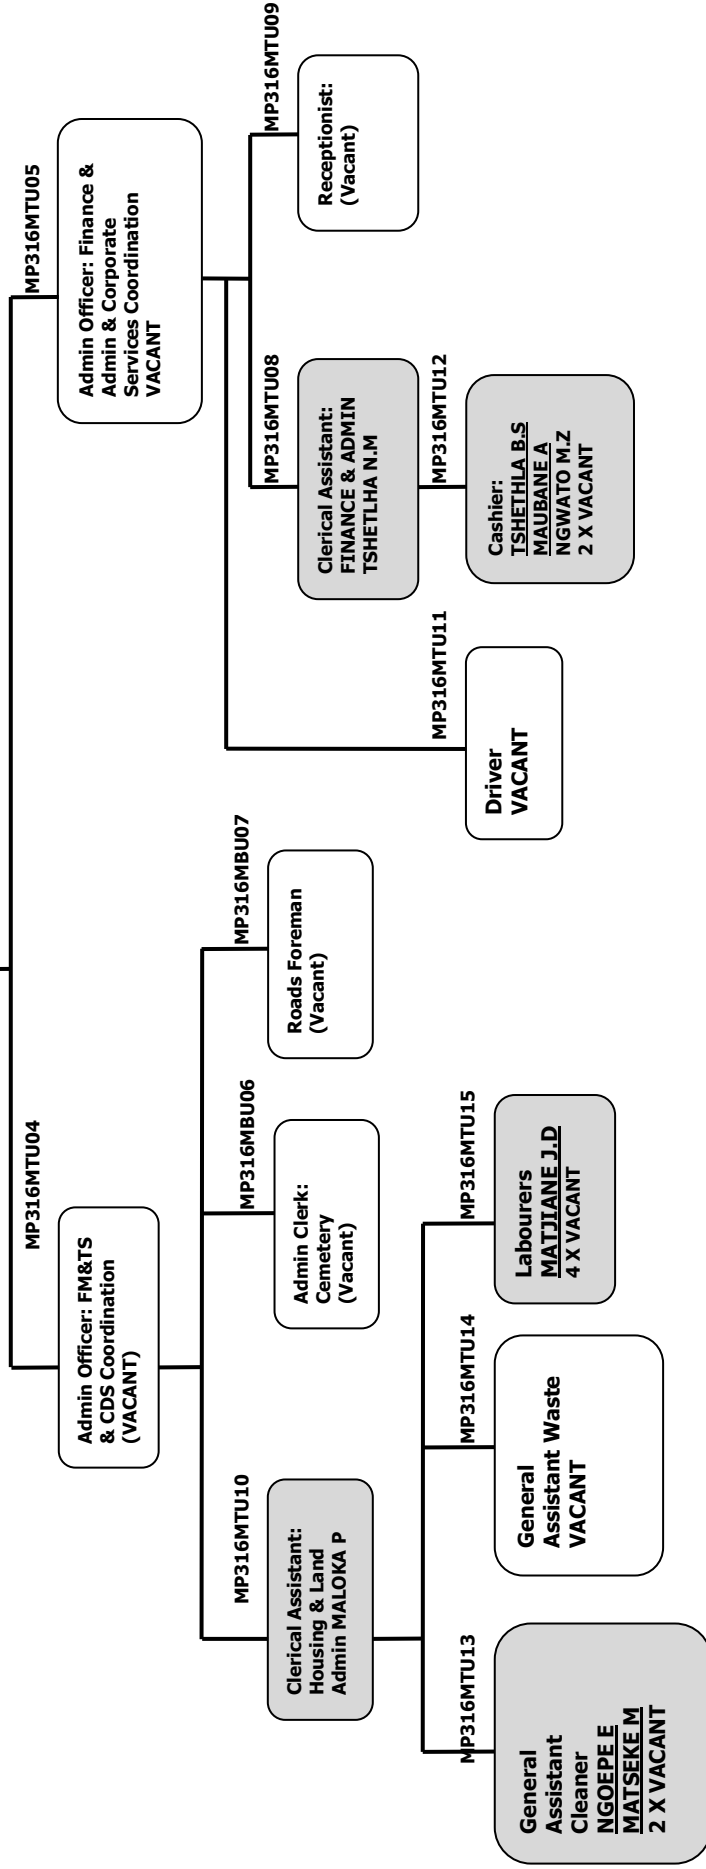 MP316MTU04
Admin Officer: FM&TS
& CDS Coordination
(VACANT)
MP316MTU05
Admin Officer: Finance &
Admin & Corporate
Services Coordination
VACANT
MP316MTU10
Clerical Assistant:
Housing & Land
Admin MALOKA P
MP316MBU06
Admin Clerk:
Cemetery
(Vacant)
MP316MBU07
Roads Foreman
(Vacant)
MP316MTU08
Clerical Assistant:
FINANCE & ADMIN
TSHETLHA N.M
MP316MTU09
Receptionist:
(Vacant)
MP316MTU13
General
Assistant
Cleaner
NGOEPE E
MATSEKE M
2 X VACANT
MP316MTU14
General
Assistant Waste
VACANT
MP316MTU15
Labourers
MATJIANE J.D
4 X VACANT
MP316MTU11
Driver
VACANT
MP316MTU12
Cashier:
TSHETHLA B.S
MAUBANE A
NGWATO M.Z
2 X VACANT